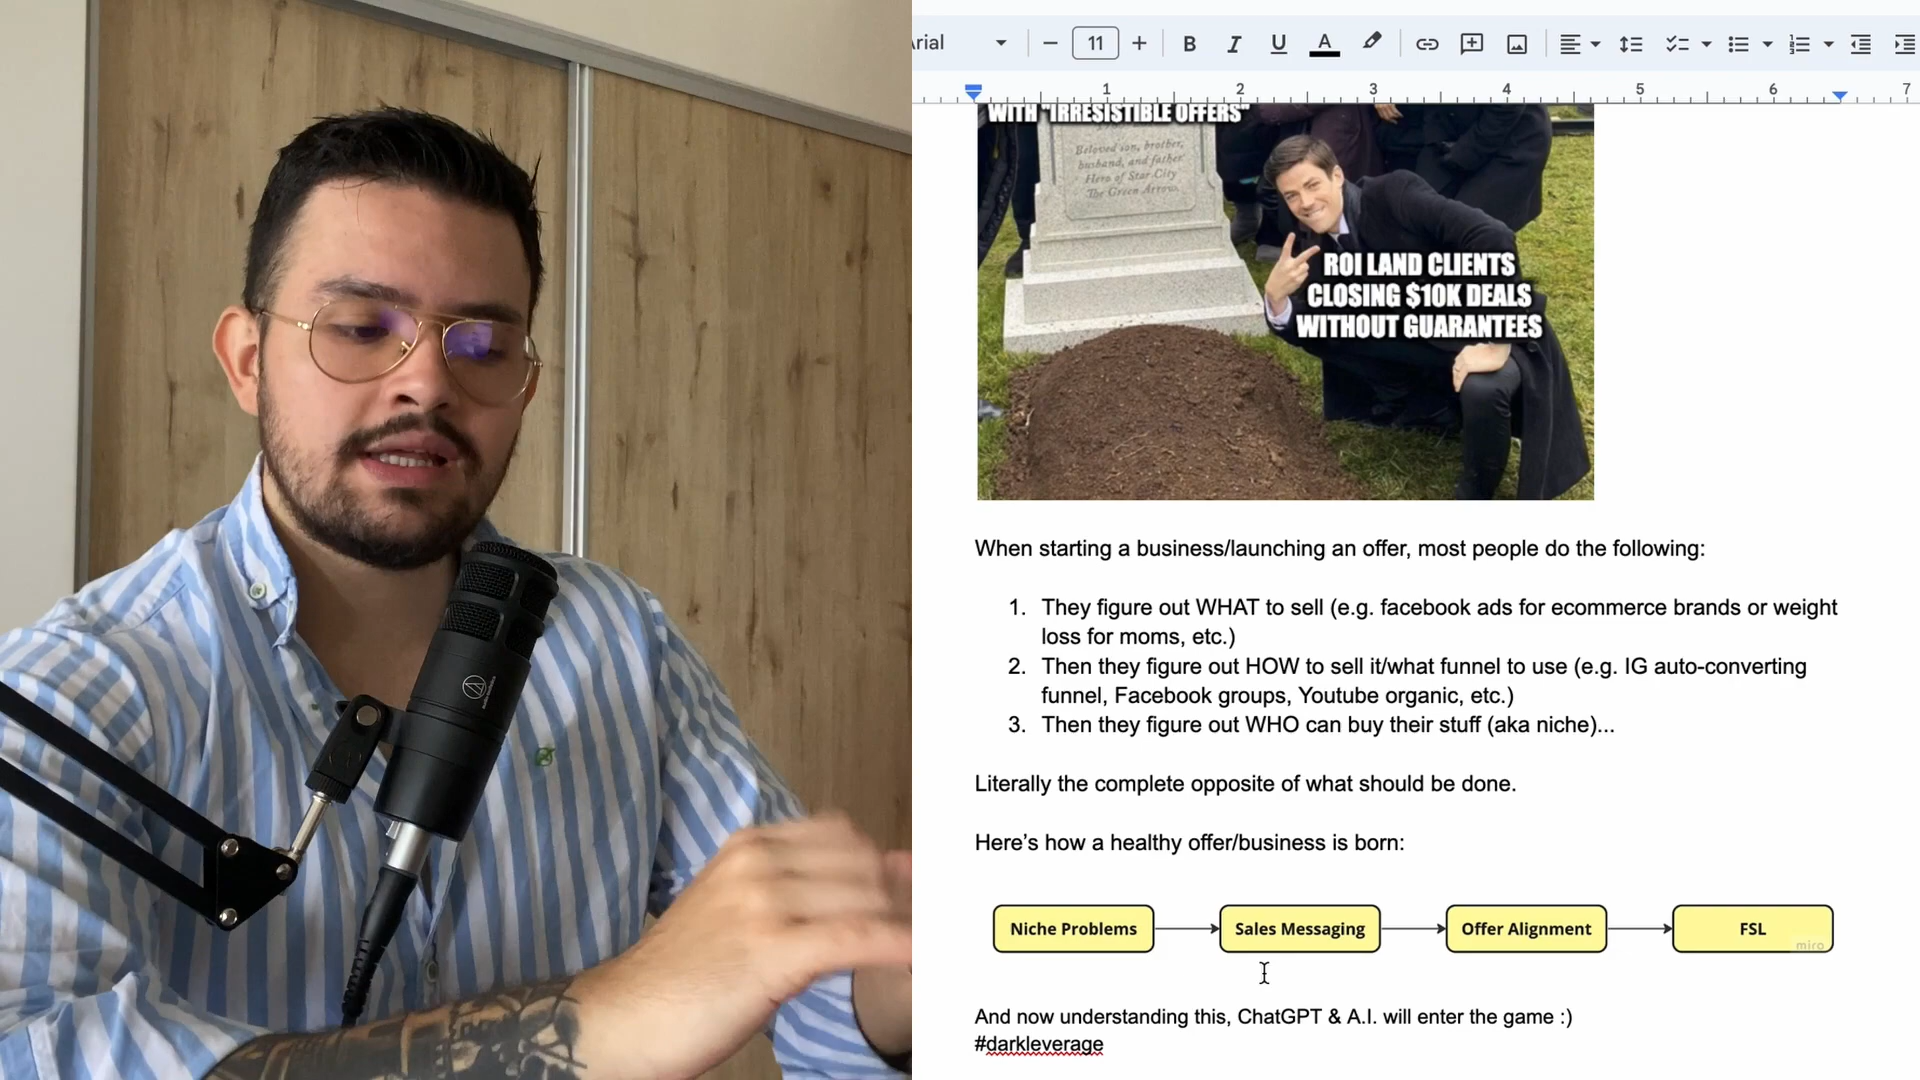 Arial
11
B I U A
1 2 3 4 5 6 7
WITH "IRRESISTIBLE OFFERS"
Beloved son, brother,
husband, and father
Hero of Star City
The Green Arrow
ROI LAND CLIENTS
CLOSING $10K DEALS
WITHOUT GUARANTEES
When starting a business/launching an offer, most people do the following:
1. They figure out WHAT to sell (e.g. facebook ads for ecommerce brands or weight
loss for moms, etc.)
2. Then they figure out HOW to sell it/what funnel to use (e.g. IG auto-converting
funnel, Facebook groups, Youtube organic, etc.)
3. Then they figure out WHO can buy their stuff (aka niche)...
Literally the complete opposite of what should be done.
Here’s how a healthy offer/business is born:
Niche Problems
Sales Messaging
Offer Alignment
FSL
miro
And now understanding this, ChatGPT & A.I. will enter the game :)
#darkleverage